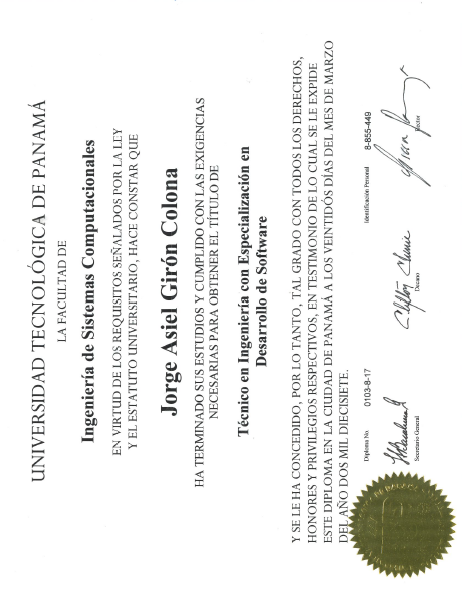 UNIVERSIDAD TECNOLÓGICA DE PANAMÁ
LA FACULTAD DE
Ingeniería de Sistemas Computacionales
EN VIRTUD DE LOS REQUISITOS SEÑALADOS POR LA LEY
Y EL ESTATUTO UNIVERSITARIO, HACE CONSTAR QUE
Jorge Asiel Girón Colona
HA TERMINADO SUS ESTUDIOS Y CUMPLIDO CON LAS EXIGENCIAS
NECESARIAS PARA OBTENER EL TÍTULO DE
Técnico en Ingeniería con Especialización en
Desarrollo de Software
Y SE LE HA CONCEDIDO, POR LO TANTO, TAL GRADO CON TODOS LOS DERECHOS,
HONORES Y PRIVILEGIOS RESPECTIVOS, EN TESTIMONIO DE LO CUAL SE LE EXPIDE
ESTE DIPLOMA EN LA CIUDAD DE PANAMÁ A LOS VEINTIDÓS DÍAS DEL MES DE MARZO
DEL AÑO DOS MIL DIECISIETE.
Diploma No. 0103-8-17 Identificación Personal 8-855-449
Secretario General Decano Rector